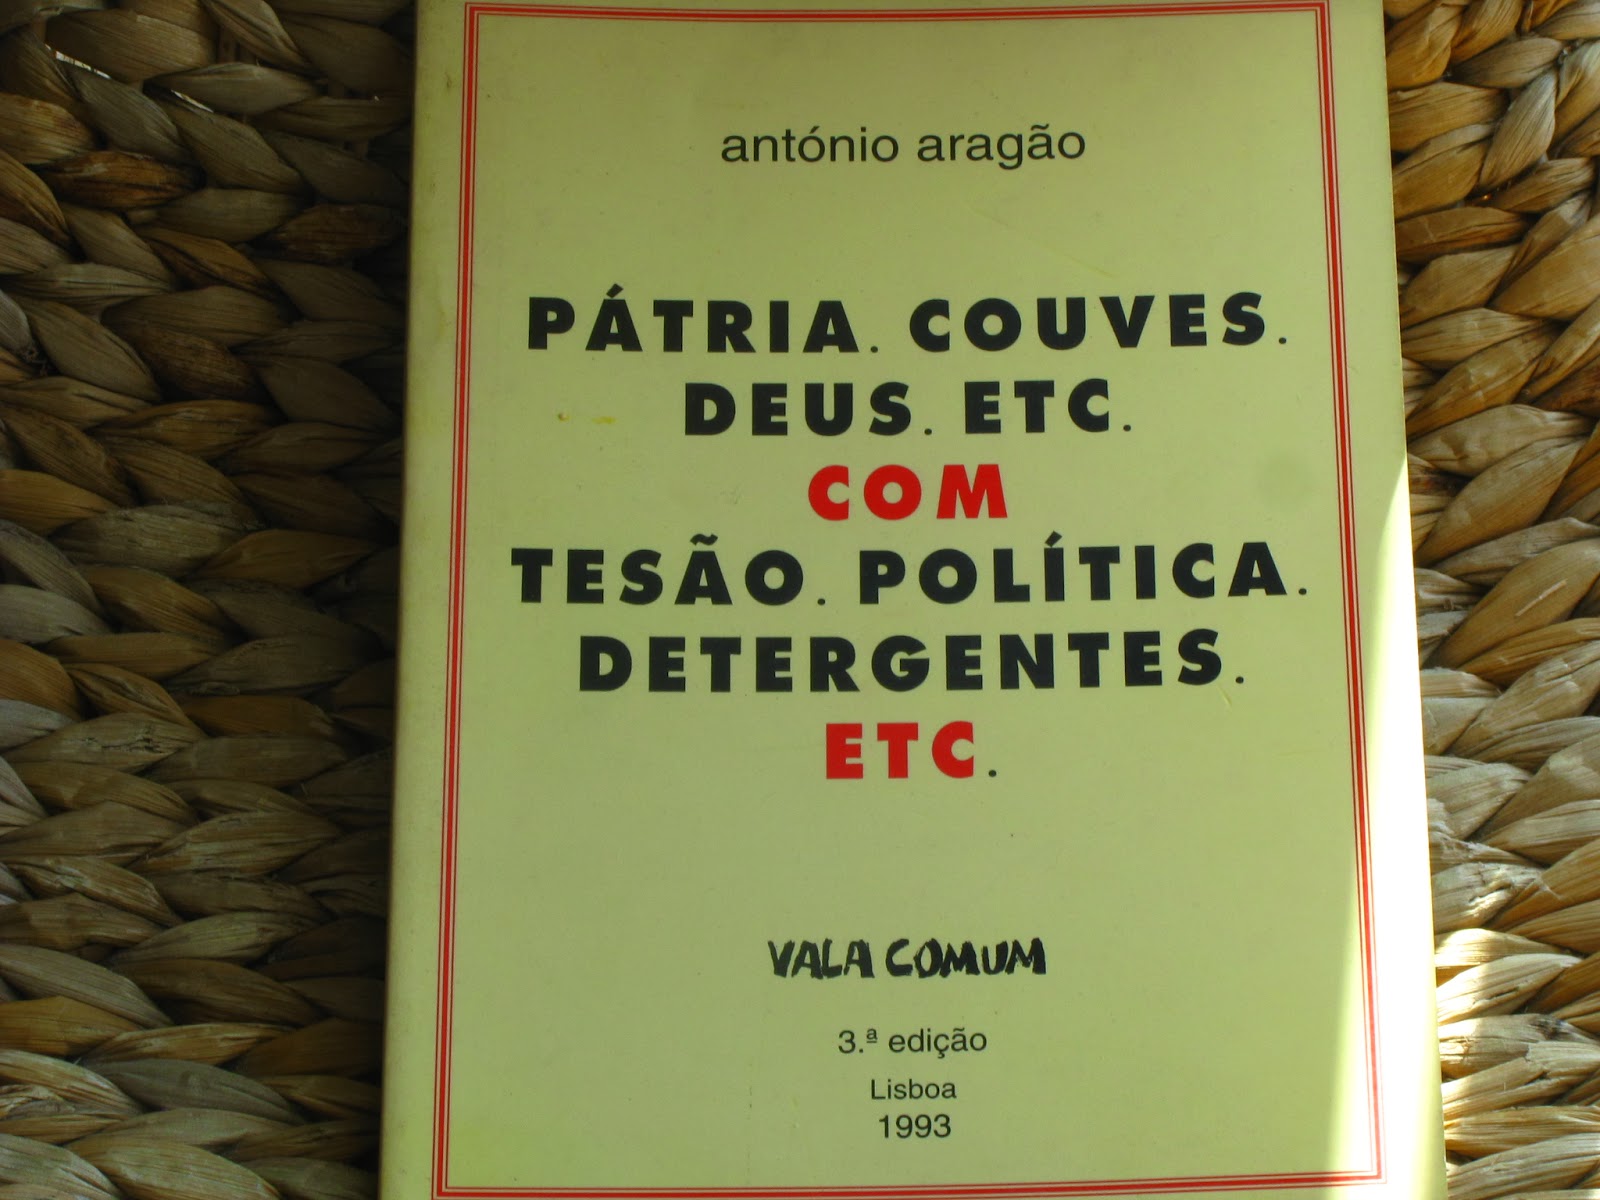 antónio aragão
PÁTRIA. COUVES.
DEUS. ETC.
COM
TESÃO. POLÍTICA.
DETERGENTES.
ETC.
VALA COMUM
3.ª edição
Lisboa
1993